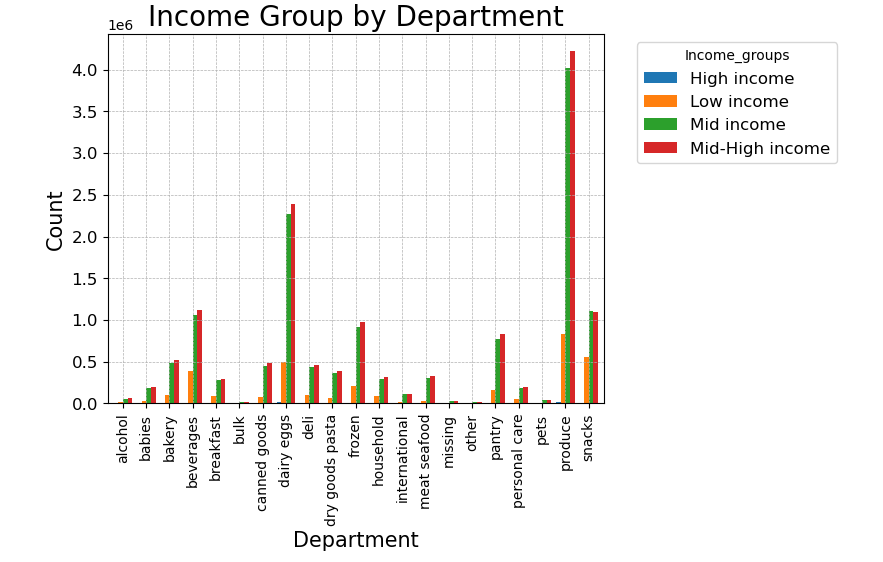 Income Group by Department
1e6
Count
4.0
3.5
3.0
2.5
2.0
1.5
1.0
0.5
0.0
alcohol
babies
bakery
beverages
breakfast
bulk
canned goods
dairy eggs
deli
dry goods pasta
frozen
household
international
meat seafood
missing
other
pantry
personal care
pets
produce
snacks
Department
Income_groups
High income
Low income
Mid income
Mid-High income